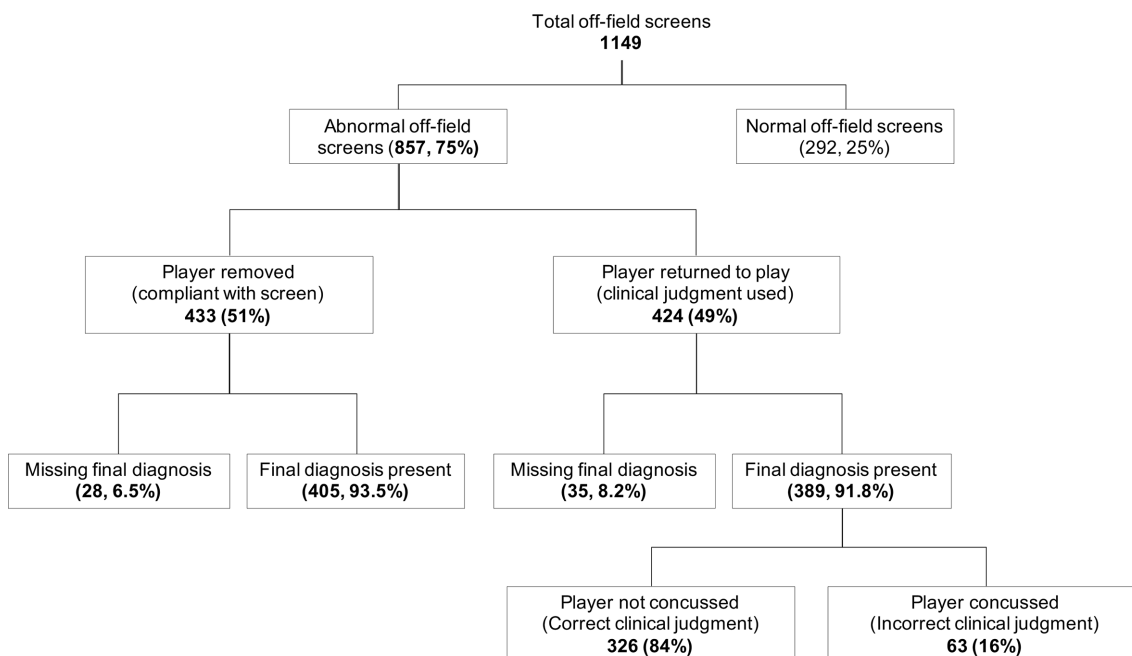 Total off-field screens
1149
Abnormal off-field
screens (857, 75%)
Normal off-field screens
(292, 25%)
Player removed
(compliant with screen)
433 (51%)
Player returned to play
(clinical judgment used)
424 (49%)
Missing final diagnosis
(28, 6.5%)
Final diagnosis present
(405, 93.5%)
Missing final diagnosis
(35, 8.2%)
Final diagnosis present
(389, 91.8%)
Player not concussed
(Correct clinical judgment)
326 (84%)
Player concussed
(Incorrect clinical judgment)
63 (16%)